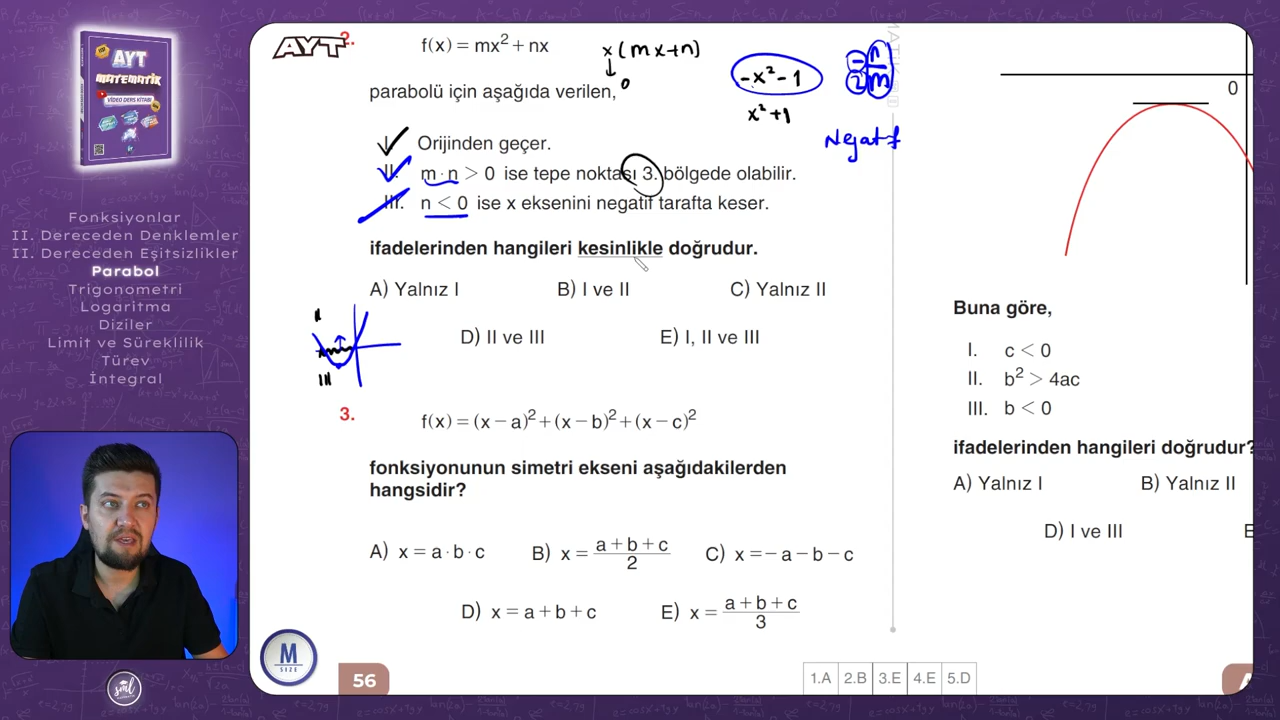 AYT
MATEMATİK
VİDEO DERS KİTABI
Fonksiyonlar
II. Dereceden Denklemler
II. Dereceden Eşitsizlikler
Parabol
Trigonometri
Logaritma
Diziler
Limit ve Süreklilik
Türev
İntegral
sml
AYT
2.
f(x) = mx² + nx
x(mx+n)
0
-x² - 1
x² + 1
- n
2 m
Negatif
parabolü için aşağıda verilen,
I. Orijinden geçer.
II. m · n > 0 ise tepe noktası 3. bölgede olabilir.
III. n < 0 ise x eksenini negatif tarafta keser.
ifadelerinden hangileri kesinlikle doğrudur.
A) Yalnız I B) I ve II C) Yalnız II
D) II ve III E) I, II ve III
III
3.
f(x) = (x – a)² + (x – b)² + (x – c)²
fonksiyonunun simetri ekseni aşağıdakilerden
hangsidir?
A) x = a · b · c B) x = (a + b + c)/2 C) x = – a – b – c
D) x = a + b + c E) x = (a + b + c)/3
M
SIZE
56
1.A 2.B 3.E 4.E 5.D
0
Buna göre,
I. c < 0
II. b² > 4ac
III. b < 0
ifadelerinden hangileri doğrudur?
A) Yalnız I B) Yalnız II
D) I ve III